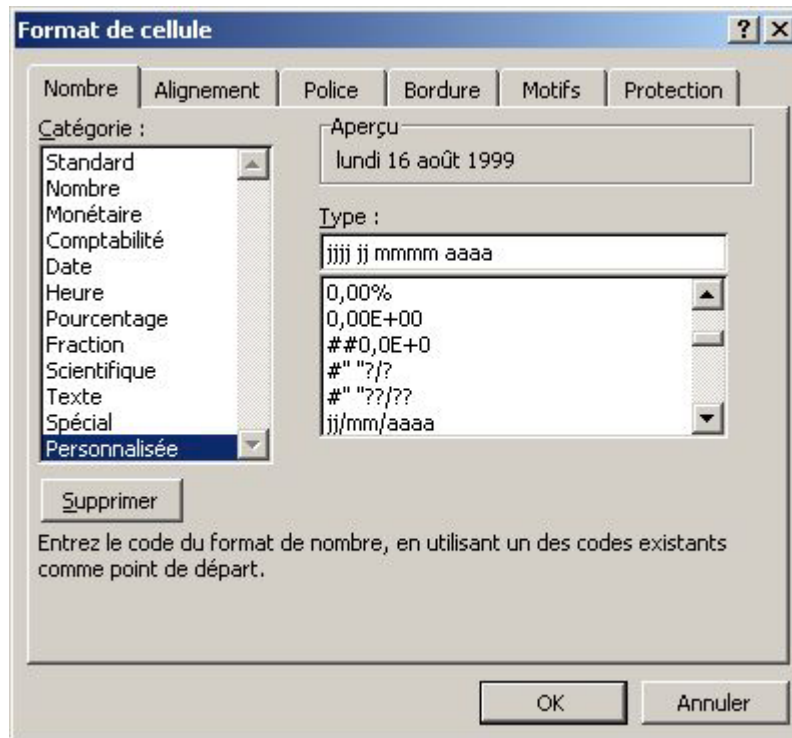 Format de cellule
Nombre Alignement Police Bordure Motifs Protection
Catégorie :
Standard
Nombre
Monétaire
Comptabilité
Date
Heure
Pourcentage
Fraction
Scientifique
Texte
Spécial
Personnalisée
Aperçu
lundi 16 août 1999
Type :
jjjj jj mmmm aaaa
0,00%
0,00E+00
##0,0E+0
#" "?/?
#" "??/??
jj/mm/aaaa
Supprimer
Entrez le code du format de nombre, en utilisant un des codes existants
comme point de départ.
OK Annuler